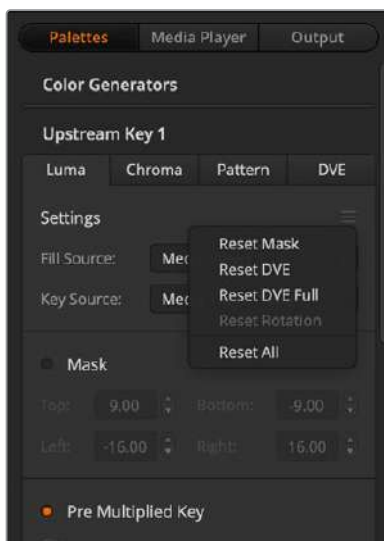 Palettes Media Player Output
Color Generators
Upstream Key 1
Luma Chroma Pattern DVE
Settings
Reset Mask
Reset DVE
Reset DVE Full
Reset Rotation
Reset All
Fill Source: Med
Key Source: Med
Mask
Top: 9.00 Bottom: -9.00
Left: -16.00 Right: 16.00
Pre Multiplied Key